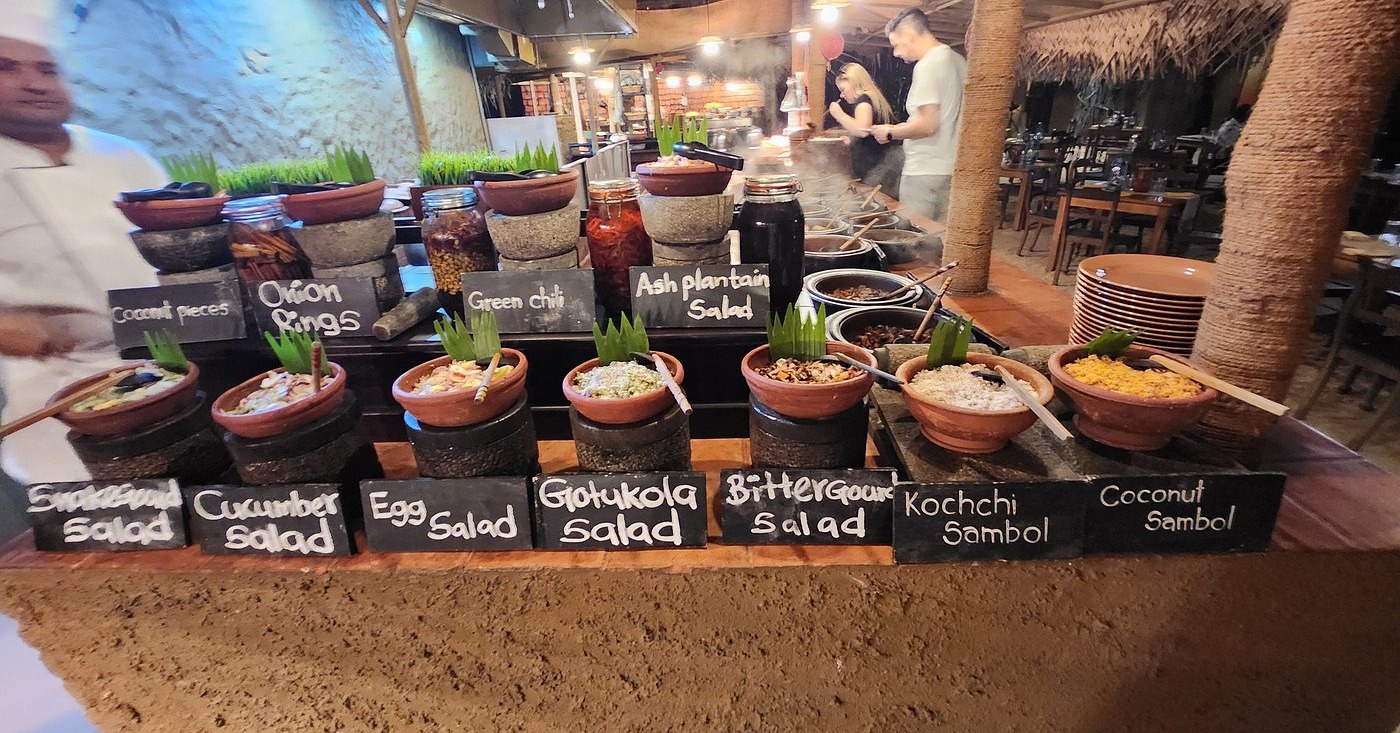 Coconut pieces
Onion
Rings
Green chili
Ash plantain
Salad
SnakeGourd
Salad
Cucumber
Salad
Egg
Salad
Gotukola
Salad
BitterGourd
Salad
Kochchi
Sambol
Coconut
Sambol